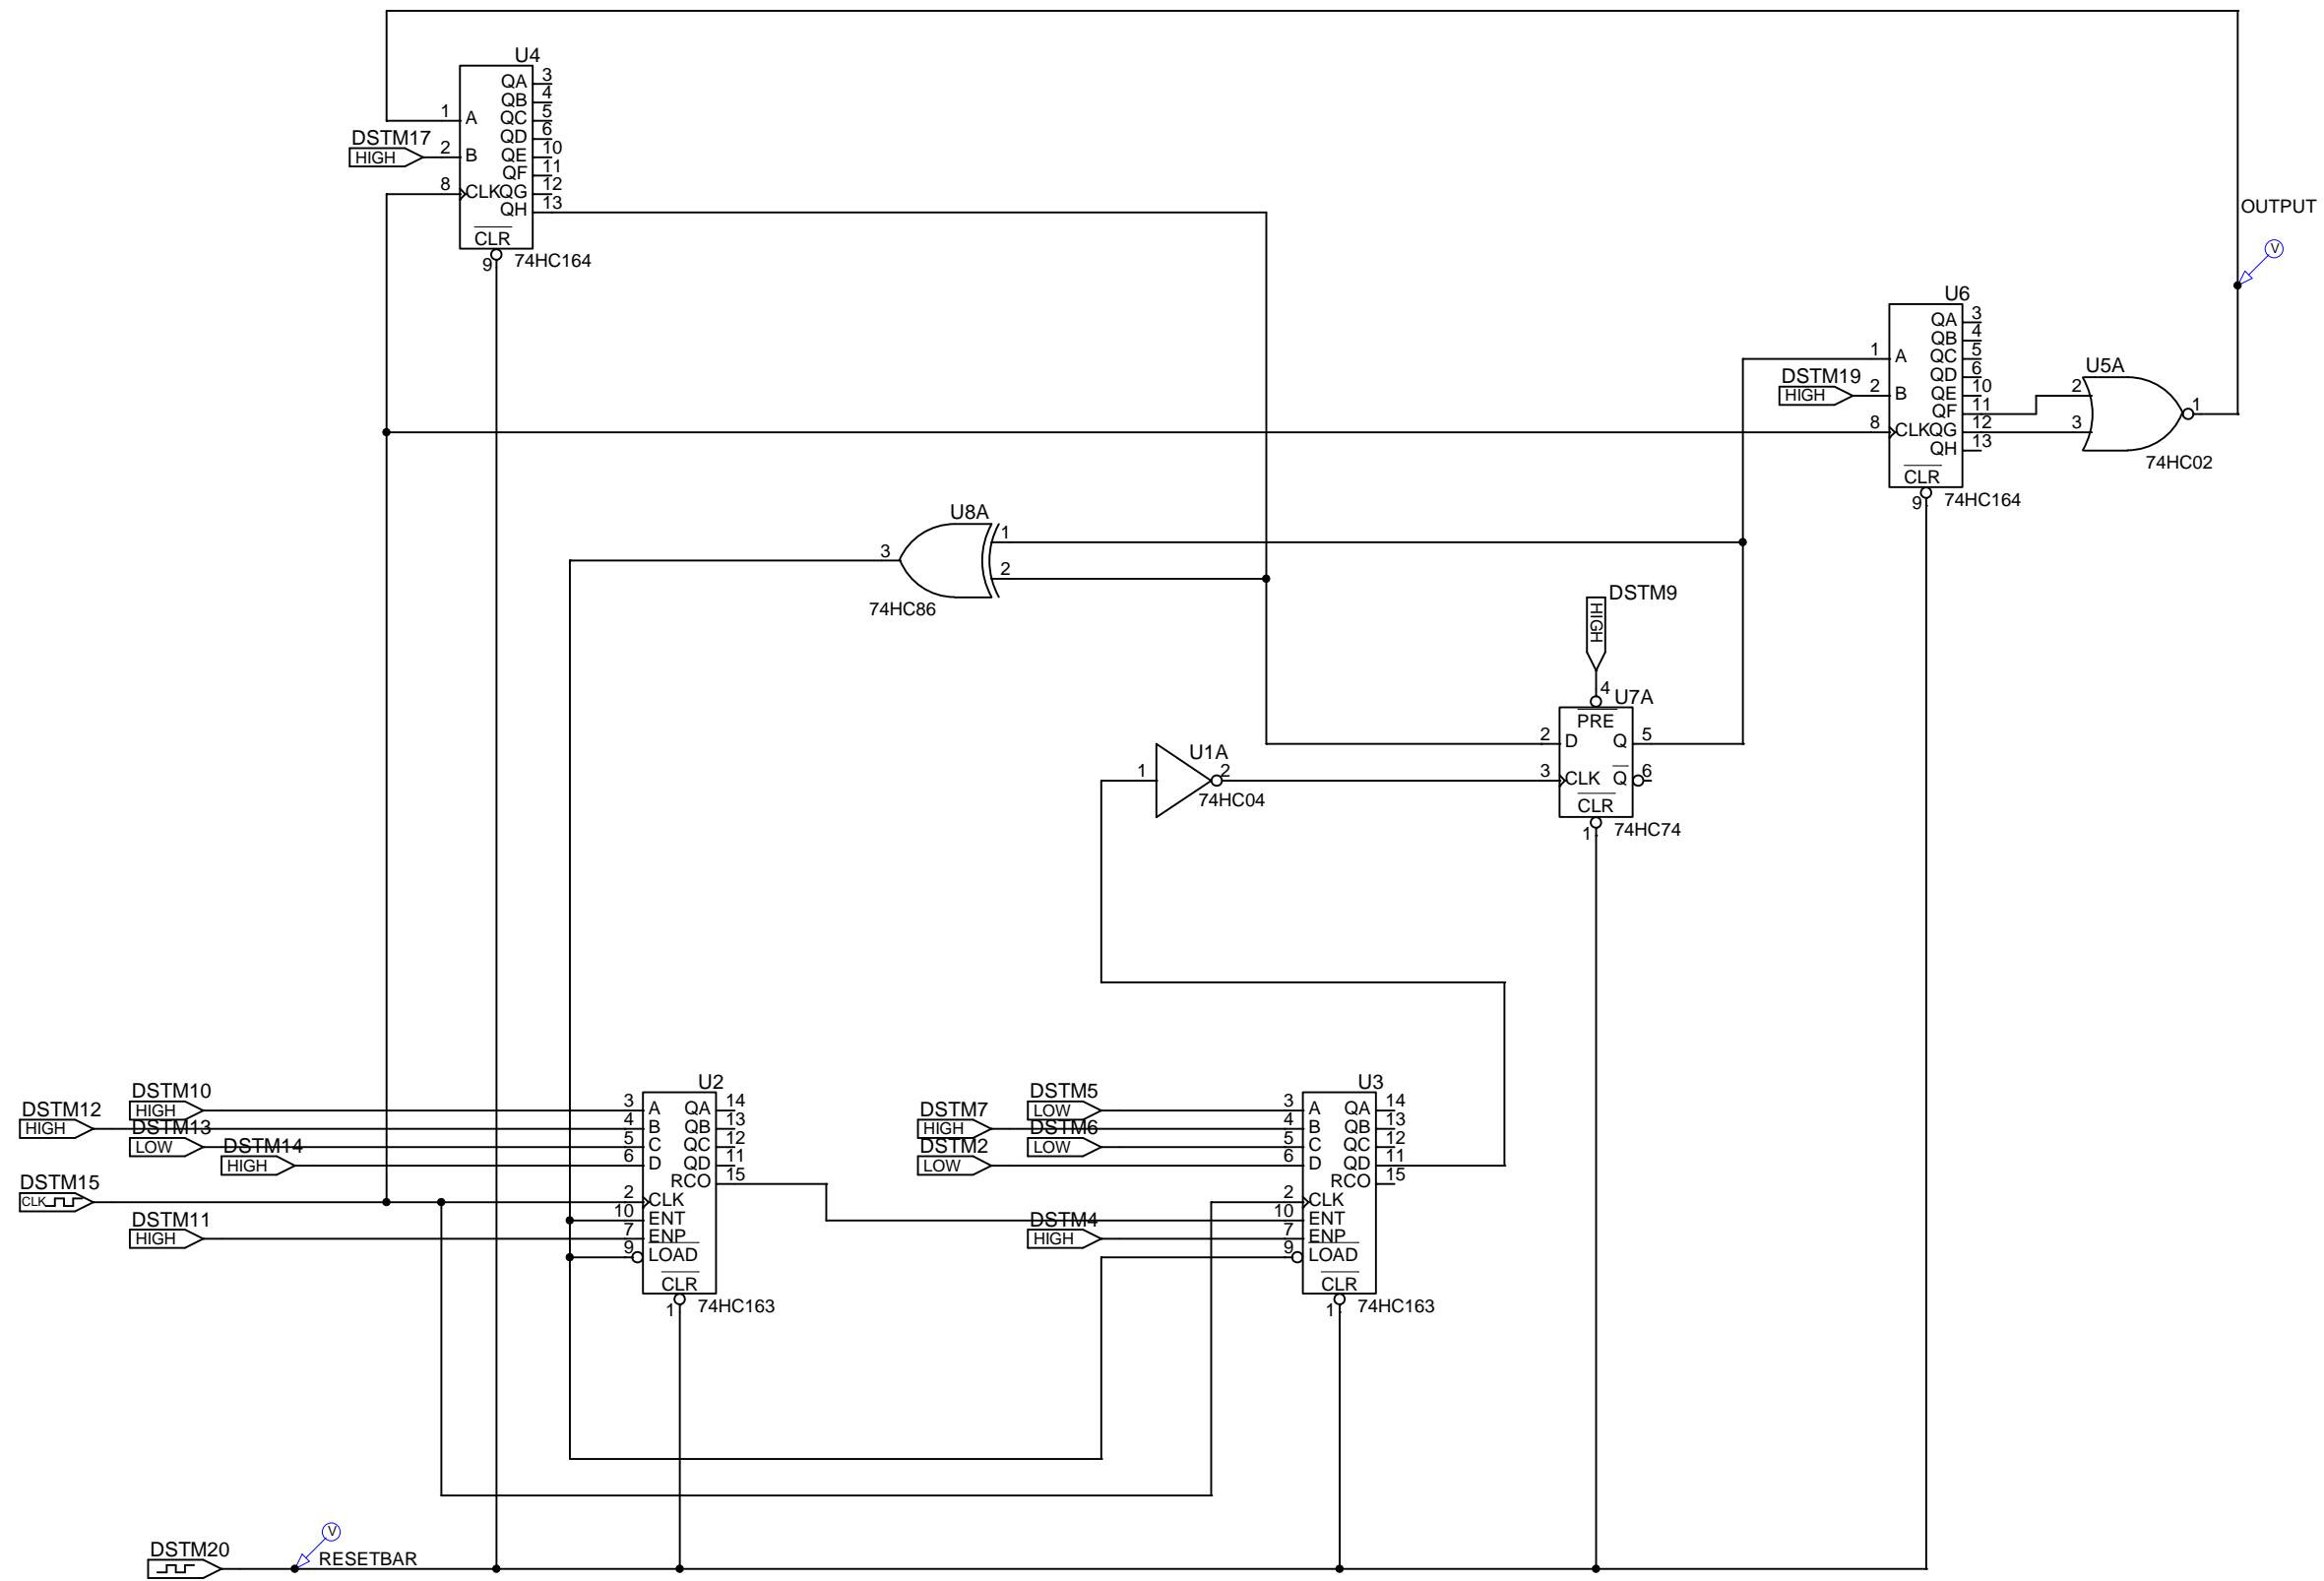 U4
QA 3
QB 4
1 A QC 5
QD 6
DSTM17
HIGH 2 B QE 10
QF 11
8 CLK QG 12
QH 13
CLR
9 74HC164
OUTPUT
V
U6
QA 3
QB 4
1 A QC 5
QD 6
DSTM19
HIGH 2 B QE 10
QF 11
8 CLK QG 12
QH 13
CLR
9 74HC164
U5A
2
3
1
74HC02
U8A
1
2
3
74HC86
DSTM9
HIGH
4 U7A
PRE
2 D Q 5
3 CLK Q 6
CLR
1 74HC74
U1A
1 2
74HC04
DSTM10
HIGH
DSTM12
HIGH
DSTM13
LOW
DSTM14
HIGH
DSTM15
CLK
DSTM11
HIGH
U2
3 A QA 14
4 B QB 13
5 C QC 12
6 D QD 11
RCO 15
2 CLK
10 ENT
7 ENP
9 LOAD
CLR
1 74HC163
DSTM5
LOW
DSTM7
HIGH
DSTM6
LOW
DSTM2
LOW
DSTM4
HIGH
U3
3 A QA 14
4 B QB 13
5 C QC 12
6 D QD 11
RCO 15
2 CLK
10 ENT
7 ENP
9 LOAD
CLR
1 74HC163
V
DSTM20
RESETBAR